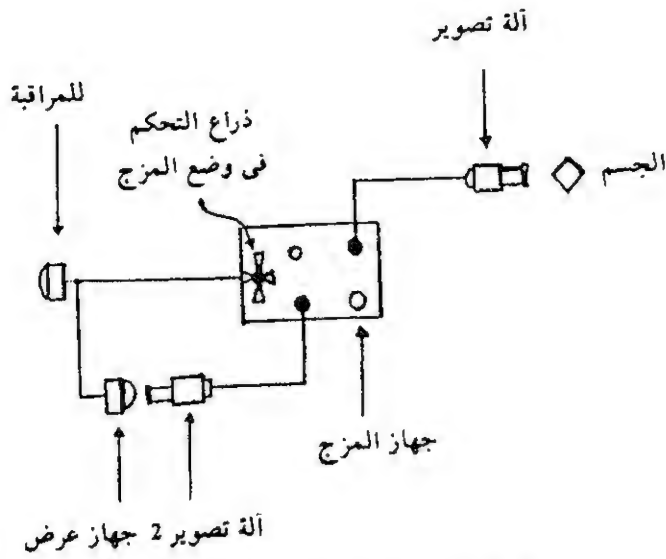 آلة تصوير
للمراقبة
ذراع التحكم
فى وضع المزج
الجسم
جهاز المزج
آلة تصوير 2 جهاز عرض